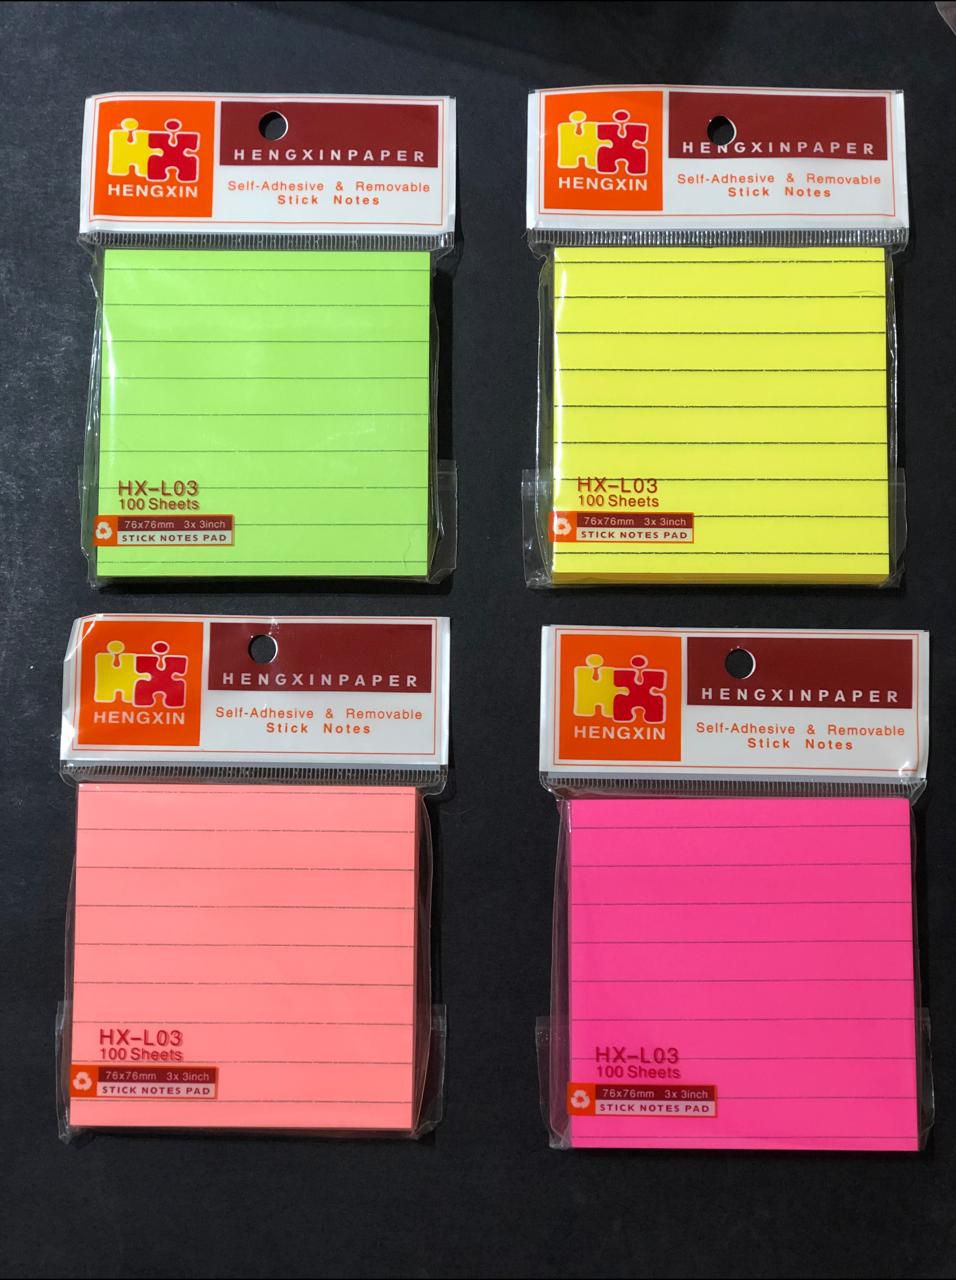 HENGXINPAPER
HENGXIN
Self-Adhesive & Removable
Stick Notes
HX-L03
100 Sheets
76x76mm 3x 3inch
STICK NOTES PAD
HENGXINPAPER
HENGXIN
Self-Adhesive & Removable
Stick Notes
HX-L03
100 Sheets
76x76mm 3x 3inch
STICK NOTES PAD
HENGXINPAPER
HENGXIN
Self-Adhesive & Removable
Stick Notes
HX-L03
100 Sheets
76x76mm 3x 3inch
STICK NOTES PAD
HENGXINPAPER
HENGXIN
Self-Adhesive & Removable
Stick Notes
HX-L03
100 Sheets
76x76mm 3x 3inch
STICK NOTES PAD